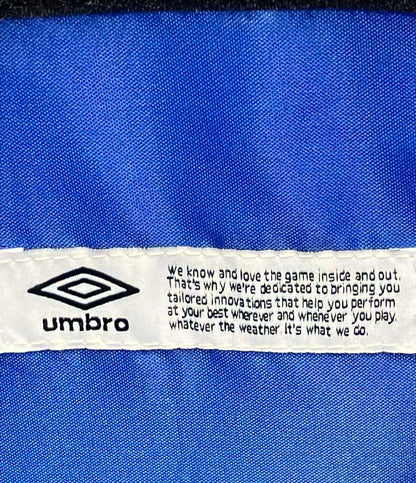 umbro
We know and love the game inside and out.
That's why we're dedicated to bringing you
tailored innovations that help you perform
at your best wherever and whenever you play,
whatever the weather. It's what we do.